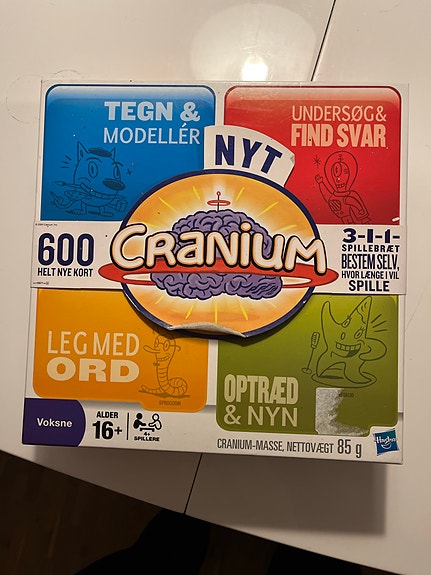 TEGN &
MODELLÉR
UNDERSØG &
FIND SVAR
NYT
600
HELT NYE KORT
CRANIUM
3-I-1-
SPILLEBRÆT
BESTEM SELV,
HVOR LÆNGE I VIL
SPILLE
LEG MED
ORD
OPTRÆD
& NYN
Voksne
ALDER
16+
4+
SPILLERE
CRANIUM-MASSE, NETTOVÆGT 85 g
Hasbro